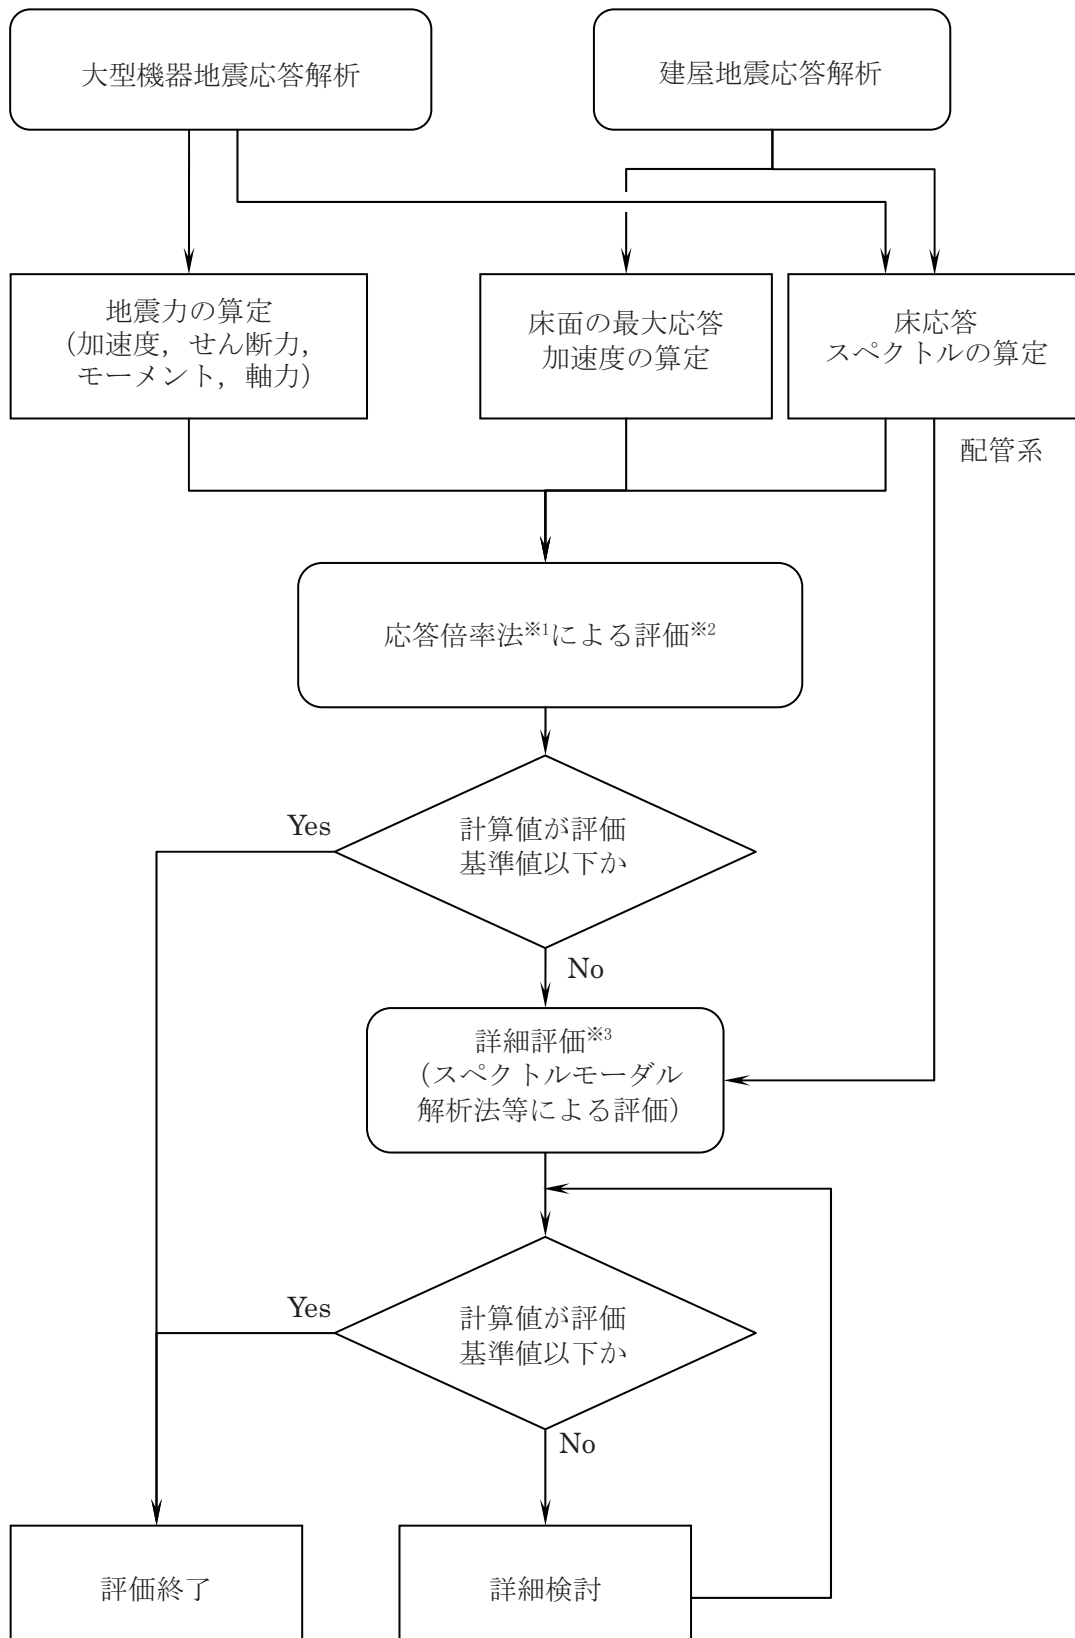 大型機器地震応答解析
建屋地震応答解析
地震力の算定
（加速度，せん断力，
モーメント，軸力）
床面の最大応答
加速度の算定
床応答
スペクトルの算定
配管系
応答倍率法※1による評価※2
Yes
計算値が評価
基準値以下か
No
詳細評価※3
（スペクトルモーダル
解析法等による評価）
Yes
計算値が評価
基準値以下か
No
評価終了
詳細検討